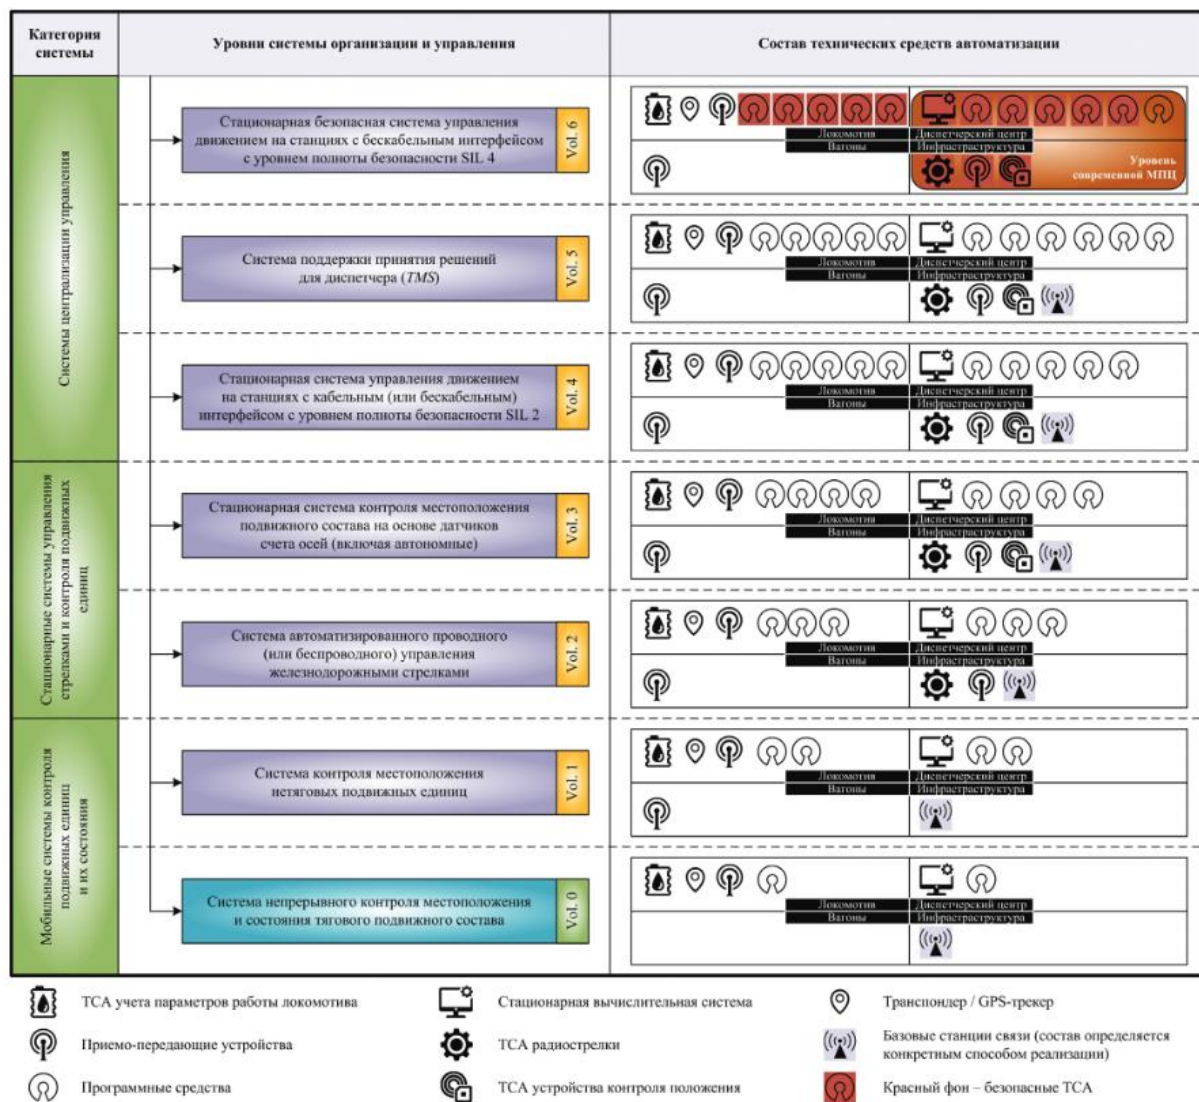 Категория
системы
Уровни системы организации и управления
Состав технических средств автоматизации
Системы централизации управления
Стационарная безопасная система управления
движением на станциях с бескабельным интерфейсом
с уровнем полноты безопасности SIL 4
Vol. 6
Локомотив
Диспетчерский центр
Вагоны
Инфраструктура
Уровень
современной МПЦ
Система поддержки принятия решений
для диспетчера (TMS)
Vol. 5
Локомотив
Диспетчерский центр
Вагоны
Инфраструктура
Стационарная система управления движением
на станциях с кабельным (или бескабельным)
интерфейсом с уровнем полноты безопасности SIL 2
Vol. 4
Локомотив
Диспетчерский центр
Вагоны
Инфраструктура
Стационарные системы управления
стрелками и контроля подвижных
единиц
Стационарная система контроля местоположения
подвижного состава на основе датчиков
счета осей (включая автономные)
Vol. 3
Локомотив
Диспетчерский центр
Вагоны
Инфраструктура
Система автоматизированного проводного
(или беспроводного) управления
железнодорожными стрелками
Vol. 2
Локомотив
Диспетчерский центр
Вагоны
Инфраструктура
Мобильные системы контроля
подвижных единиц
и их состояния
Система контроля местоположения
нетяговых подвижных единиц
Vol. 1
Локомотив
Диспетчерский центр
Вагоны
Инфраструктура
Система непрерывного контроля местоположения
и состояния тягового подвижного состава
Vol. 0
Локомотив
Диспетчерский центр
Вагоны
Инфраструктура
ТСА учета параметров работы локомотива
Стационарная вычислительная система
Транспондер / GPS-трекер
Приемо-передающие устройства
ТСА радиострелки
Базовые станции связи (состав определяется
конкретным способом реализации)
Программные средства
ТСА устройства контроля положения
Красный фон – безопасные ТСА